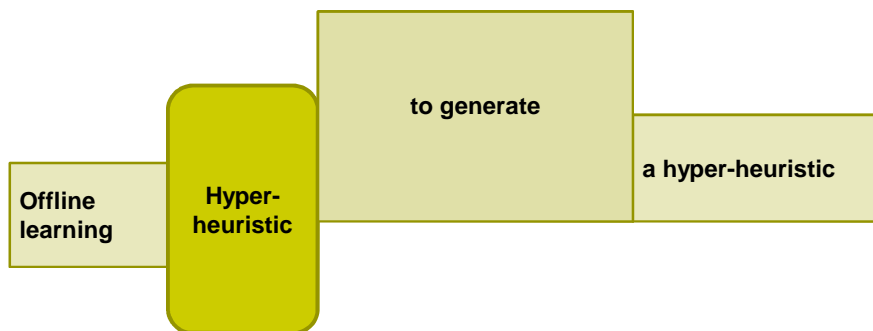 Offline
learning
Hyper-
heuristic
to generate
a hyper-heuristic